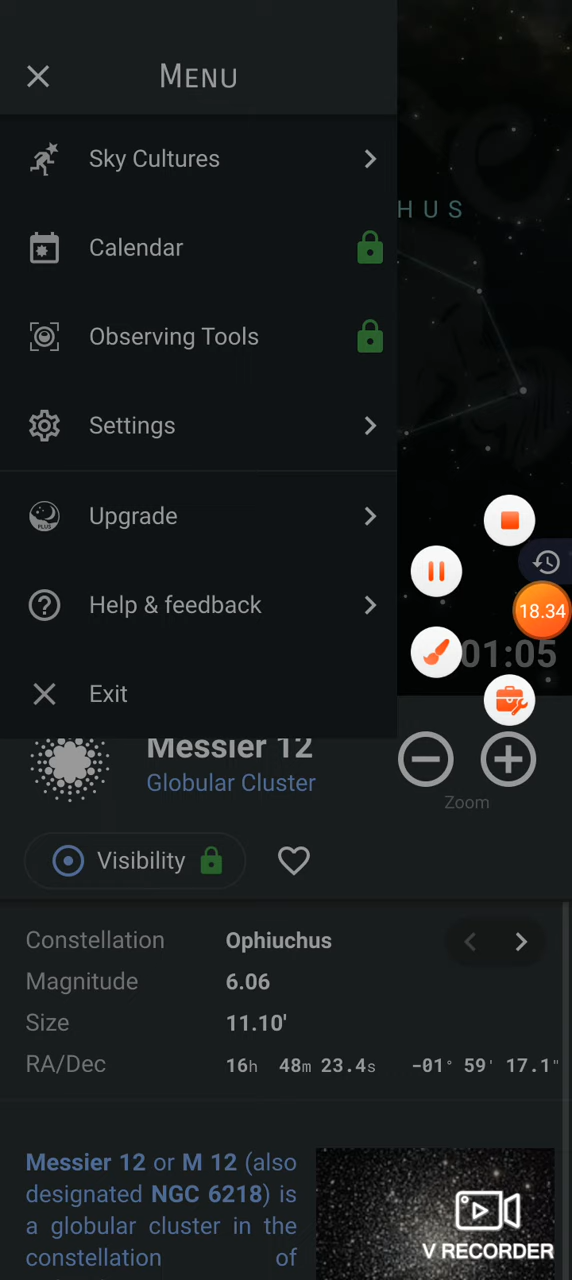 MENU
Sky Cultures
HUS
Calendar
Observing Tools
Settings
Upgrade
PLUS
Help & feedback
18.34
01:05
Exit
Messier 12
Globular Cluster
Zoom
Visibility
Constellation Ophiuchus
Magnitude 6.06
Size 11.10'
RA/Dec 16h 48m 23.4s -01° 59' 17.1"
Messier 12 or M 12 (also
designated NGC 6218) is
a globular cluster in the
constellation of
V RECORDER